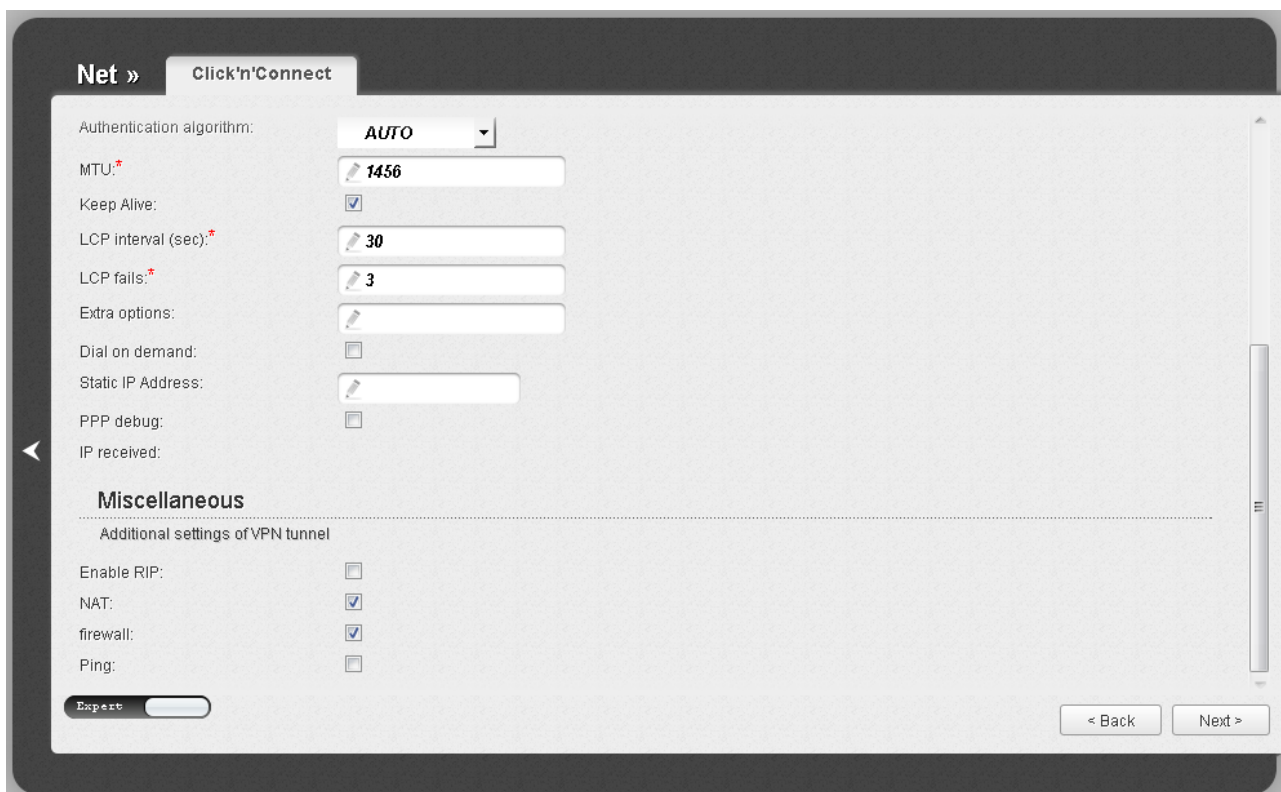 Net » Click'n'Connect
Authentication algorithm: AUTO
MTU:* 1456
Keep Alive:
LCP interval (sec):* 30
LCP fails:* 3
Extra options:
Dial on demand:
Static IP Address:
PPP debug:
IP received:
Miscellaneous
Additional settings of VPN tunnel
Enable RIP:
NAT:
firewall:
Ping:
Expert
< Back Next >